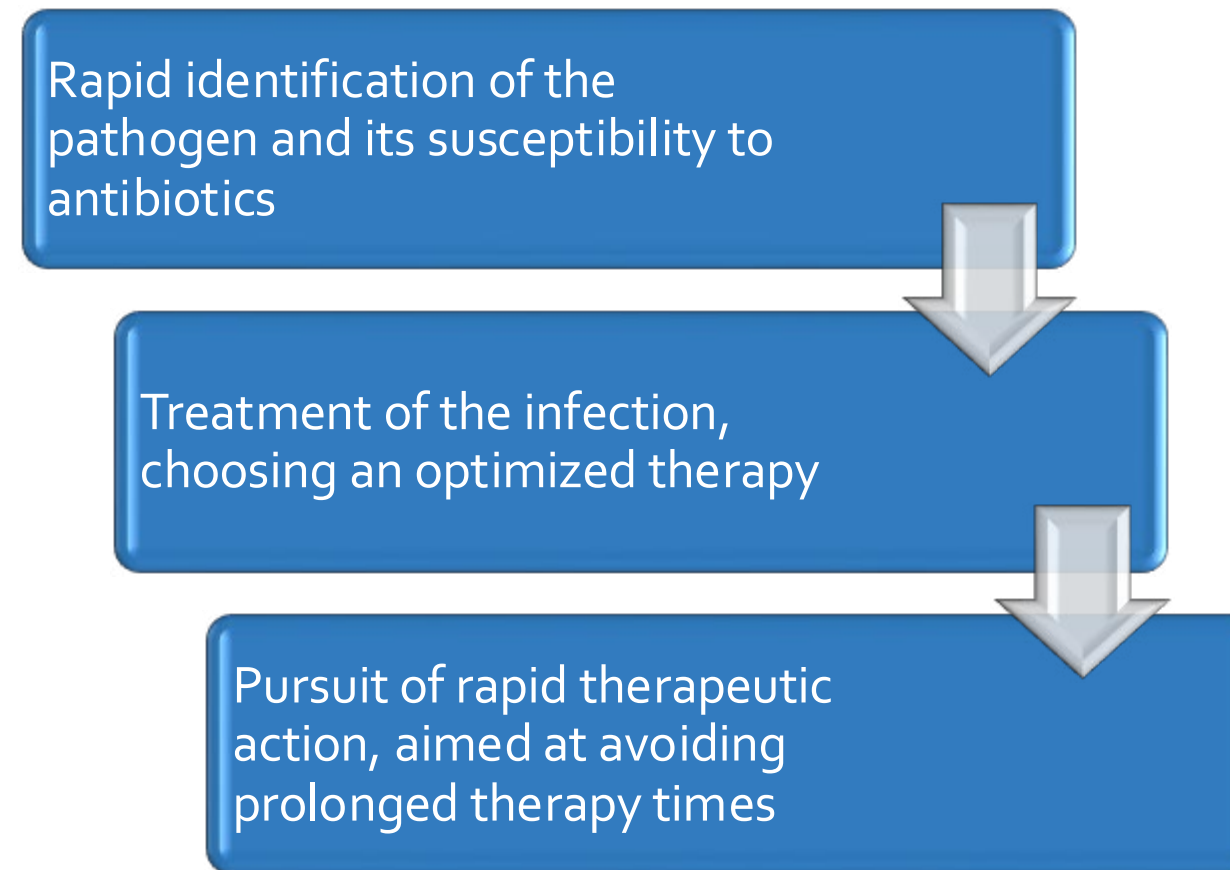 Rapid identification of the
pathogen and its susceptibility to
antibiotics
Treatment of the infection,
choosing an optimized therapy
Pursuit of rapid therapeutic
action, aimed at avoiding
prolonged therapy times